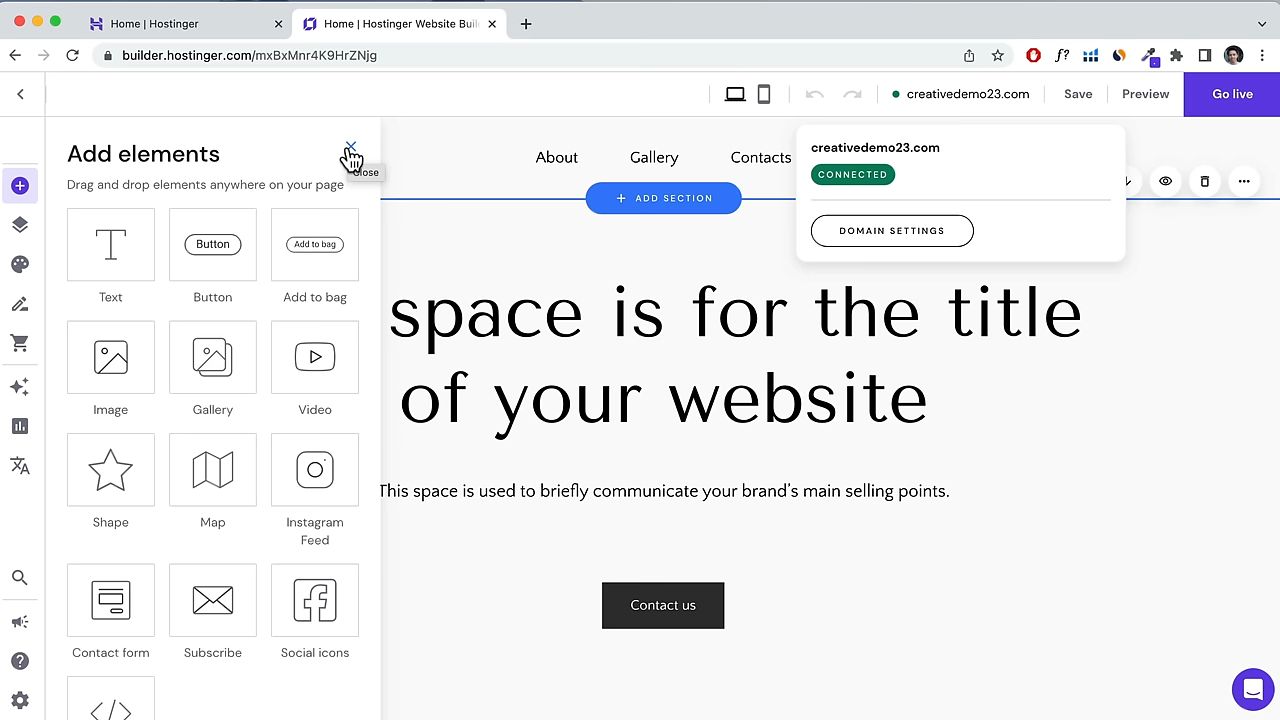 Home | Hostinger
Home | Hostinger Website Buil
builder.hostinger.com/mxBxMnr4K9HrZNjg
f?
creativedemo23.com
Save
Preview
Go live
Add elements
Close
Drag and drop elements anywhere on your page
Button
Add to bag
Text
Button
Add to bag
Image
Gallery
Video
Shape
Map
Instagram
Feed
Contact form
Subscribe
Social icons
About
Gallery
Contacts
ADD SECTION
creativedemo23.com
CONNECTED
DOMAIN SETTINGS
space is for the title
of your website
This space is used to briefly communicate your brand's main selling points.
Contact us